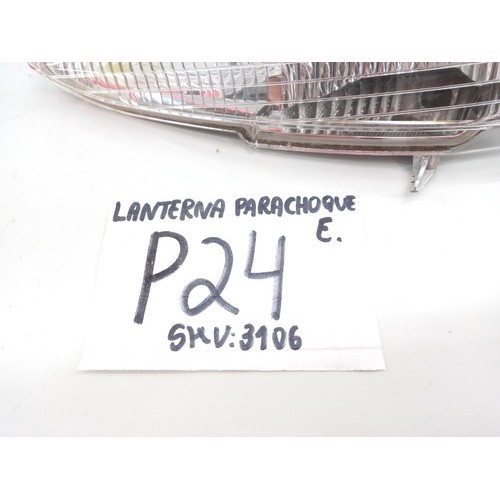 LANTERNA PARACHOQUE
E.
P24
SKU:3106